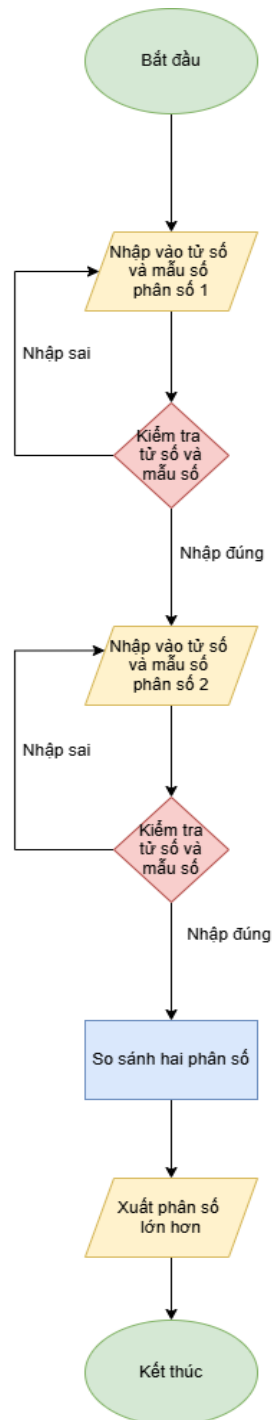 Bắt đầu
Nhập vào tử số
và mẫu số
phân số 1
Nhập sai
Kiểm tra
tử số và
mẫu số
Nhập đúng
Nhập vào tử số
và mẫu số
phân số 2
Nhập sai
Kiểm tra
tử số và
mẫu số
Nhập đúng
So sánh hai phân số
Xuất phân số
lớn hơn
Kết thúc